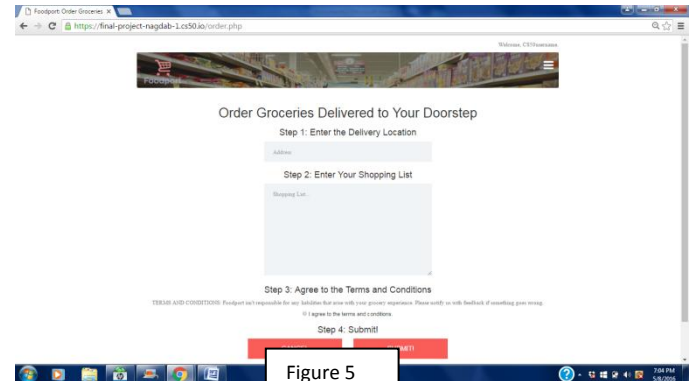 Foodport: Order Groceries
https://final-project-nagdab-1.cs50.io/order.php
Welcome, CS50username
Foodport
Order Groceries Delivered to Your Doorstep
Step 1: Enter the Delivery Location
Address
Step 2: Enter Your Shopping List
Shopping List...
Step 3: Agree to the Terms and Conditions
TERMS AND CONDITIONS: Foodport isn't responsible for any liabilities that arise with your grocery experience. Please notify us with feedback if something goes wrong.
I agree to the terms and conditions.
Step 4: Submit!
SUBMIT!
Figure 5
7:04 PM
5/8/2016